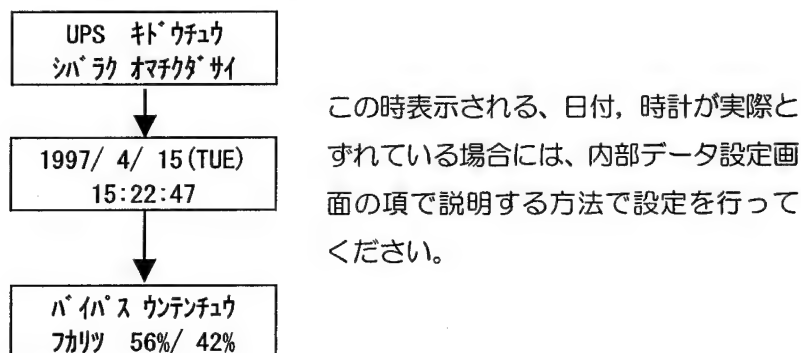 UPS ｷﾄﾞｳﾁｭｳ
ｼﾊﾞﾗｸ ｵﾏﾁｸﾀﾞｻｲ
1997/ 4/ 15(TUE)
15:22:47
ﾊﾞｲﾊﾟｽ ｳﾝﾃﾝﾁｭｳ
ﾌｶﾘﾂ 56%/ 42%
この時表示される、日付，時計が実際と
ずれている場合には、内部データ設定画
面の項で説明する方法で設定を行って
ください。